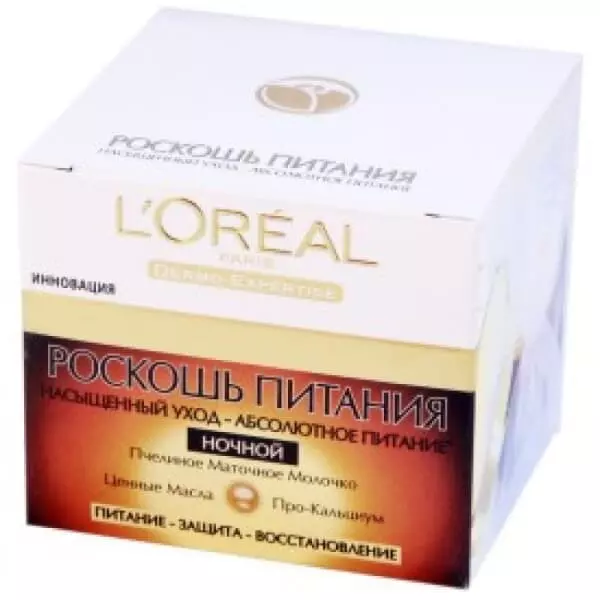 РОСКОШЬ ПИТАНИЯ
НАСЫЩЕННЫЙ УХОД - АБСОЛЮТНОЕ ПИТАНИЕ
L'ORÉAL
PARIS
DERMO-EXPERTISE
ИННОВАЦИЯ
РОСКОШЬ ПИТАНИЯ
НАСЫЩЕННЫЙ УХОД - АБСОЛЮТНОЕ ПИТАНИЕ*
НОЧНОЙ
Пчелиное Маточное Молочко
Ценные Масла Про-Кальциум
ПИТАНИЕ - ЗАЩИТА - ВОССТАНОВЛЕНИЕ